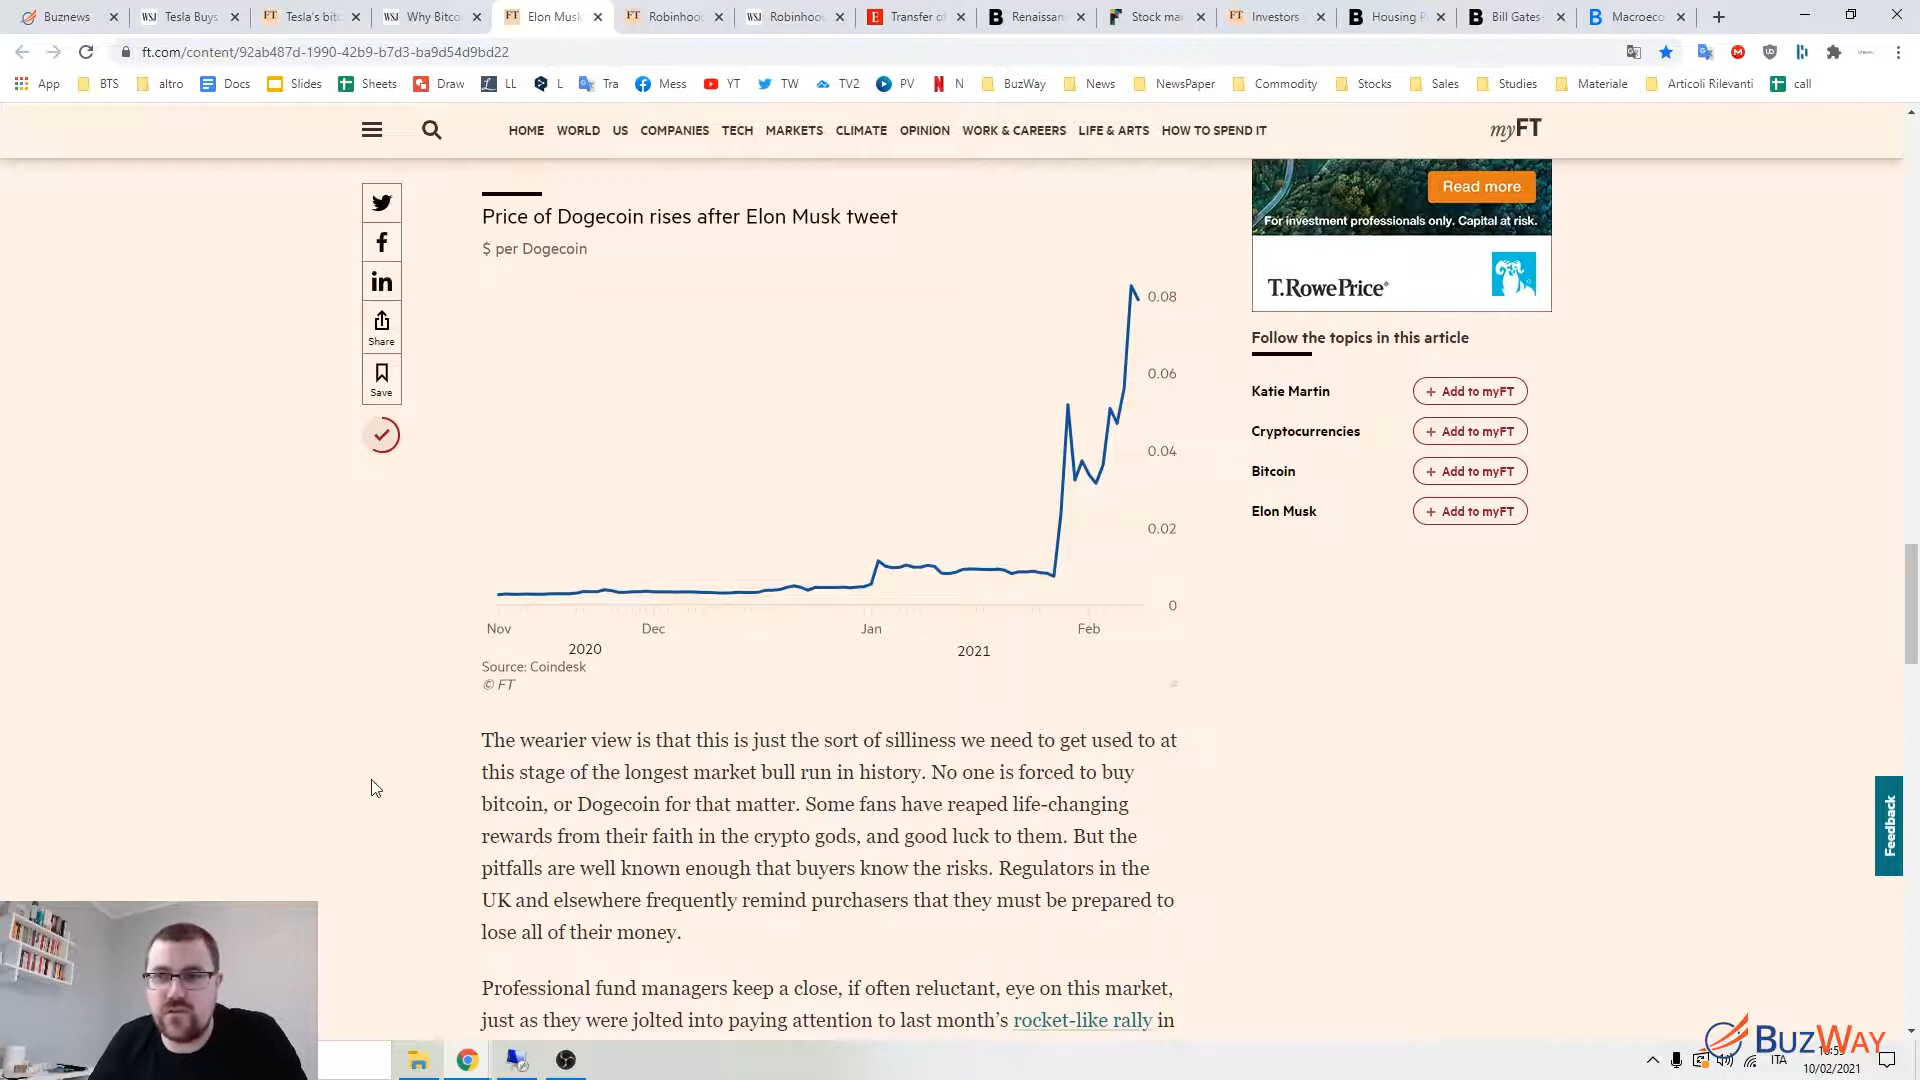 Buznews
Tesla Buys
Tesla's bitc
Why Bitco
Elon Musk
Robinhoo
Robinhoo
Transfer o
Renaissan
Stock mar
Investors
Housing P
Bill Gates-
Macroeco
ft.com/content/92ab487d-1990-42b9-b7d3-ba9d54d9bd22
App BTS altro Docs Slides Sheets Draw LL L Tra Mess YT TW TV2 PV N BuzWay News NewsPaper Commodity Stocks Sales Studies Materiale Articoli Rilevanti call
HOME WORLD US COMPANIES TECH MARKETS CLIMATE OPINION WORK & CAREERS LIFE & ARTS HOW TO SPEND IT
myFT
Share
Save
Price of Dogecoin rises after Elon Musk tweet
$ per Dogecoin
0.08
0.06
0.04
0.02
0
Nov Dec Jan Feb
2020 2021
Source: Coindesk
© FT
The wearier view is that this is just the sort of silliness we need to get used to at
this stage of the longest market bull run in history. No one is forced to buy
bitcoin, or Dogecoin for that matter. Some fans have reaped life-changing
rewards from their faith in the crypto gods, and good luck to them. But the
pitfalls are well known enough that buyers know the risks. Regulators in the
UK and elsewhere frequently remind purchasers that they must be prepared to
lose all of their money.
Professional fund managers keep a close, if often reluctant, eye on this market,
just as they were jolted into paying attention to last month's rocket-like rally in
Read more
For investment professionals only. Capital at risk.
T.RowePrice
Follow the topics in this article
Katie Martin + Add to myFT
Cryptocurrencies + Add to myFT
Bitcoin + Add to myFT
Elon Musk + Add to myFT
Feedback
BUZWAY
ITA
10/02/2021